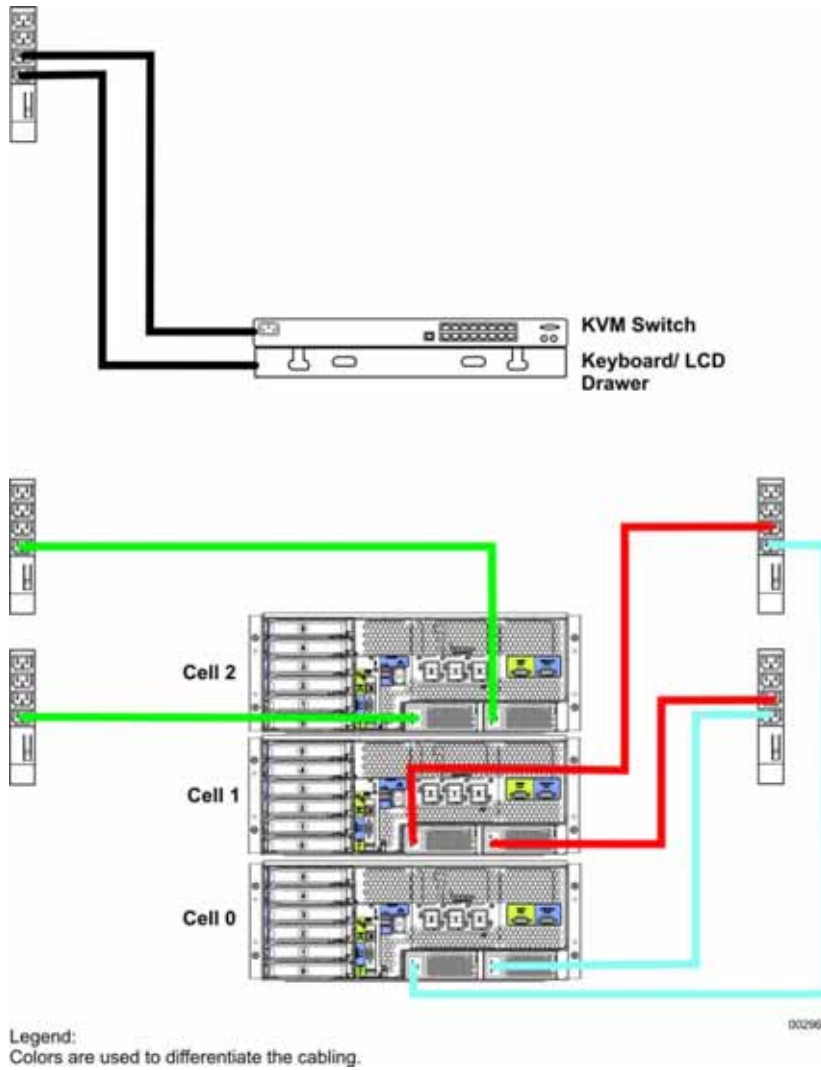 KVM Switch
Keyboard/ LCD
Drawer
Cell 2
Cell 1
Cell 0
00296
Legend:
Colors are used to differentiate the cabling.